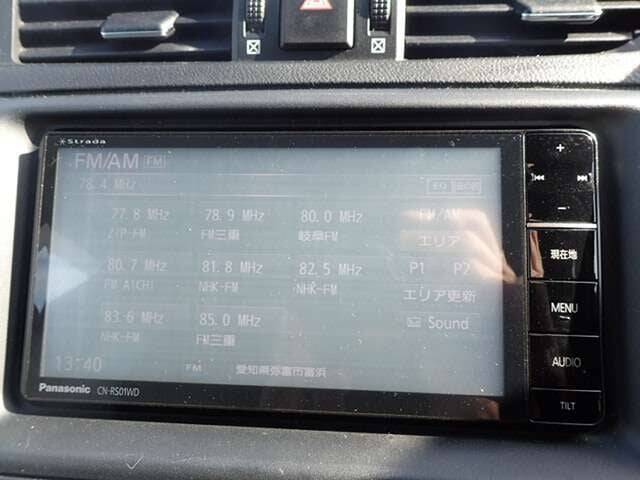 Strada
FM/AM FM
78.4 MHz
77.8 MHz 78.9 MHz 80.0 MHz FM/AM
ZIP-FM FM三重 岐阜FM エリア
80.7 MHz 81.8 MHz 82.5 MHz P1 P2
FM AICHI NHK-FM NHK-FM エリア更新
83.6 MHz 85.0 MHz Sound
NHK-FM FM三重
13:40 FM 愛知県弥富市富浜
Panasonic CN-RS01WD
+
−
現在地
MENU
AUDIO
TILT